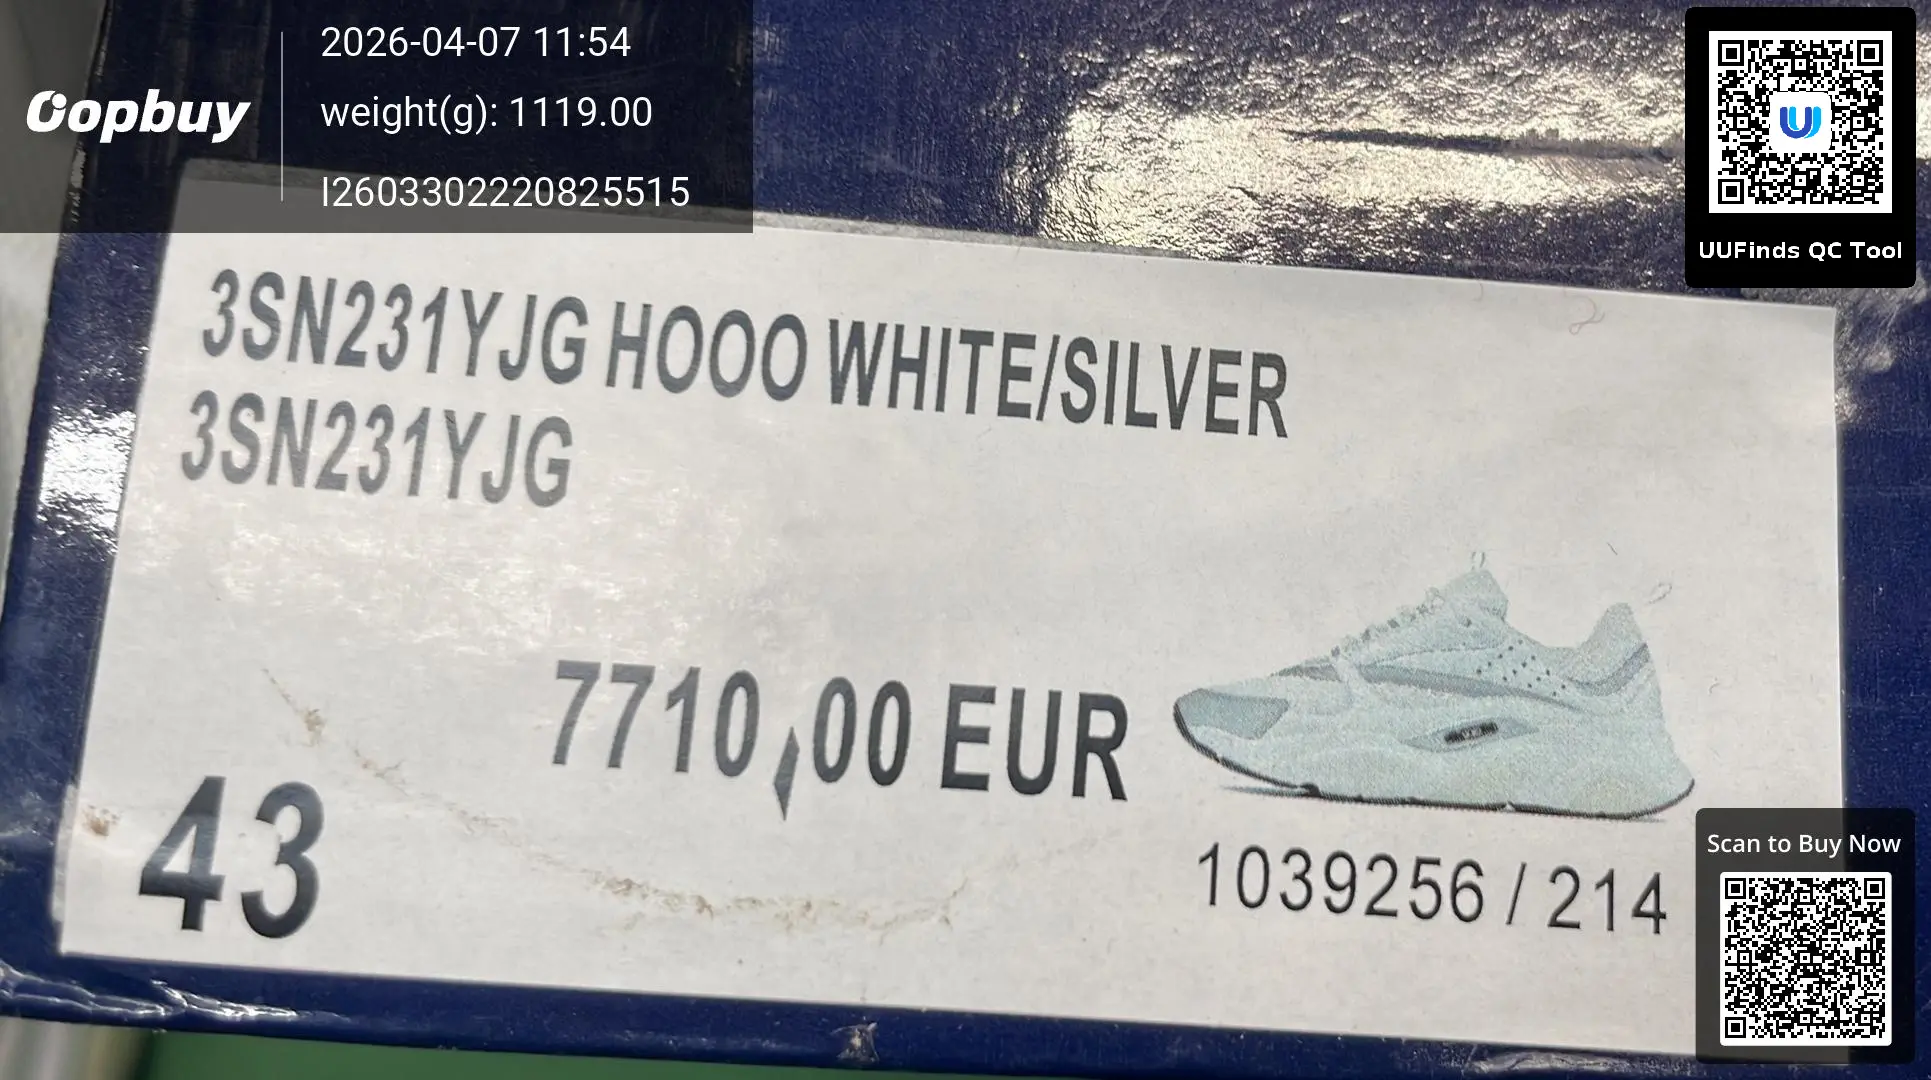 Oopbuy
2026-04-07 11:54
weight(g): 1119.00
I2603302220825515
UUFinds QC Tool
3SN231YJG HOOO WHITE/SILVER
3SN231YJG
7710,00 EUR
43
1039256 / 214
Scan to Buy Now